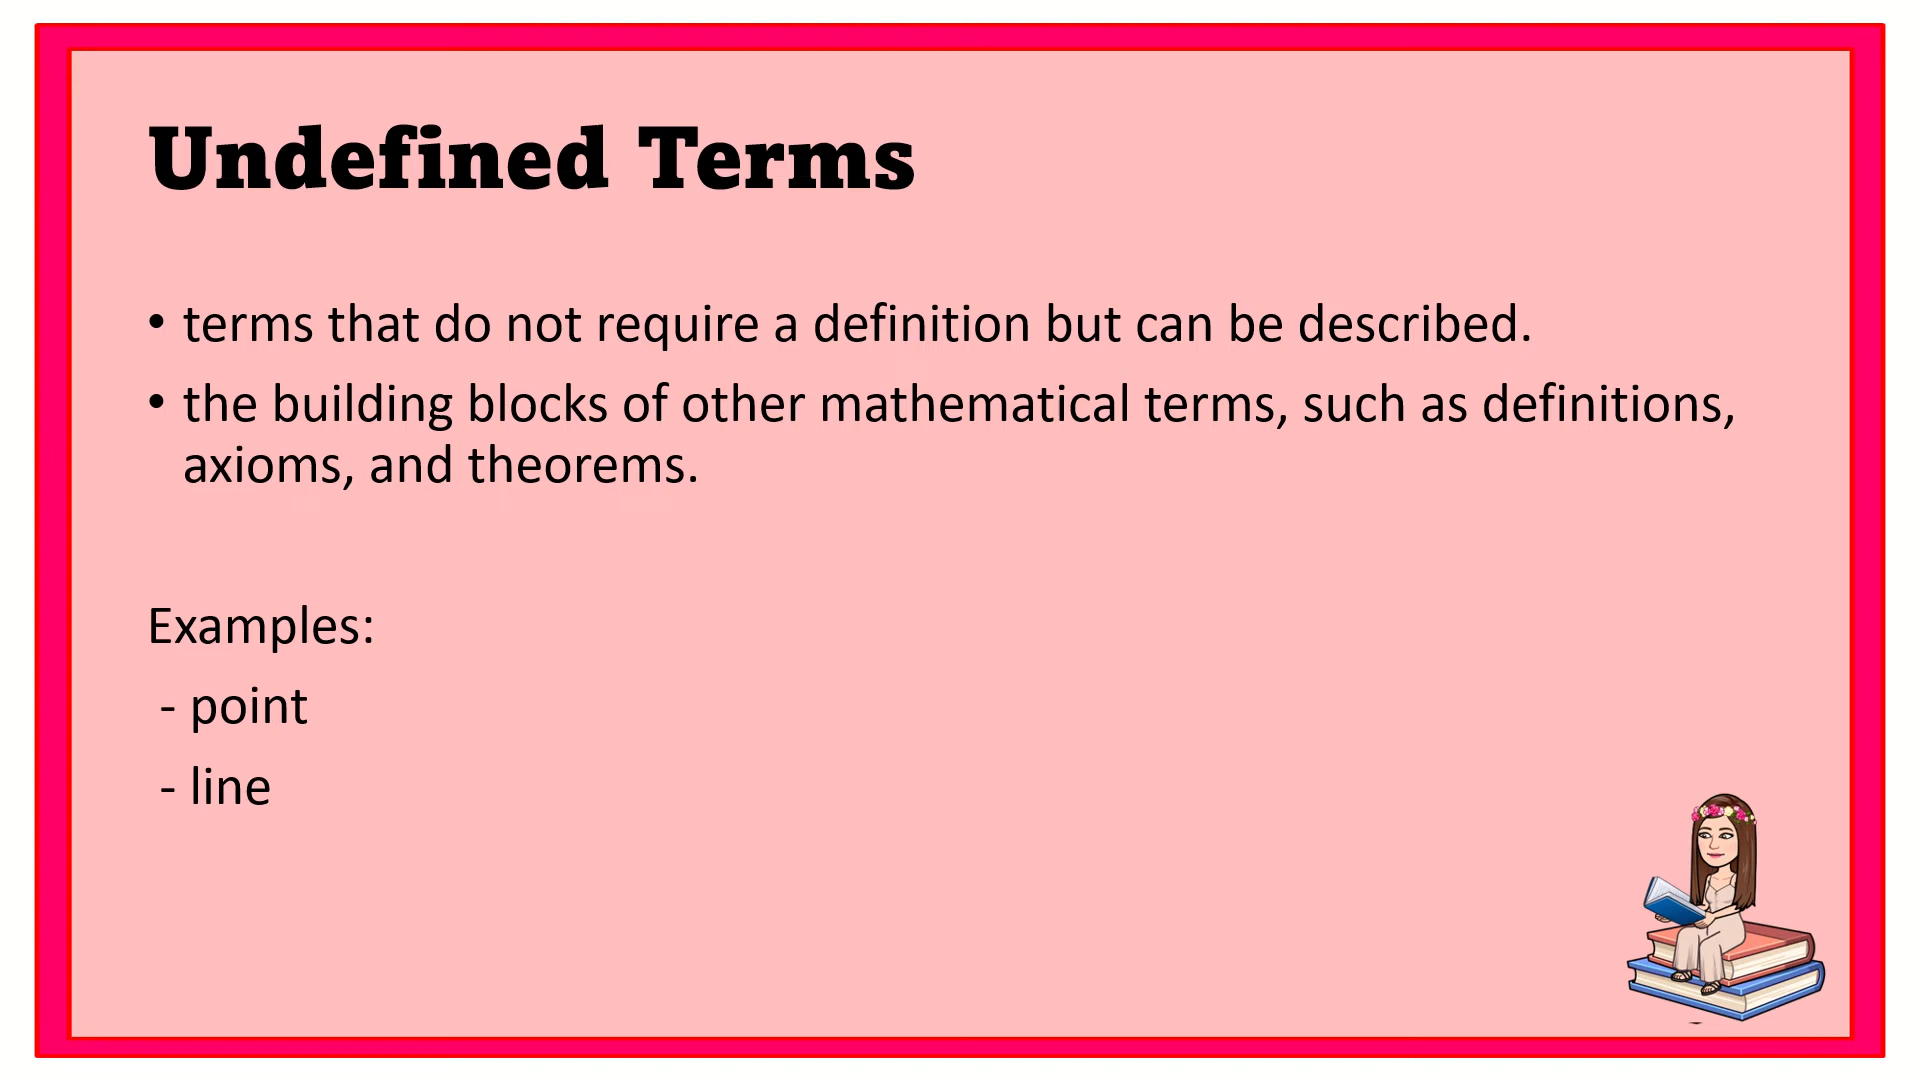 Undefined Terms
• terms that do not require a definition but can be described.
• the building blocks of other mathematical terms, such as definitions,
axioms, and theorems.
Examples:
- point
- line